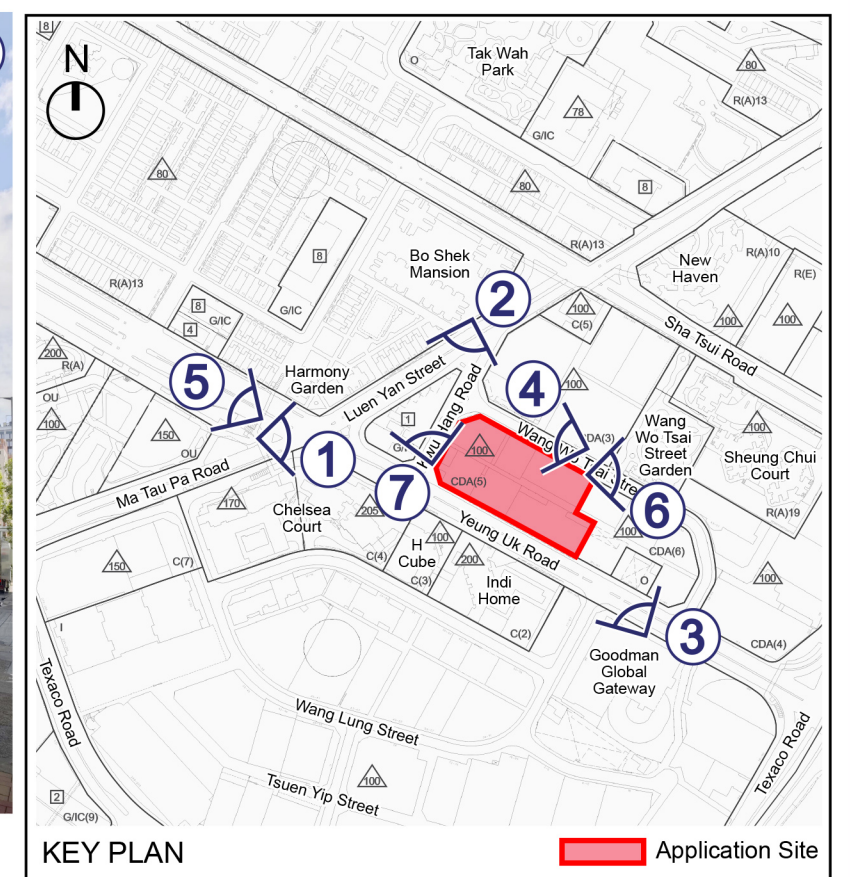 8
N
Tak Wah
Park
O
80
R(A)13
78
G/IC
80
80
8
R(A)13
Bo Shek
Mansion
New
Haven
R(A)10
R(E)
8
G/IC
R(A)13
8
G/IC
4
2
100
C(5)
100
100
Sha Tsui Road
200
R(A)
OU
100
5
Harmony
Garden
Luen Yan Street
4
100
150
OU
1
Ma Tau Pa Road
1
7
100
CDA(5)
Wang Wo Tsai Street
CDA(3)
Wang
Wo Tsai
Street
Garden
100
Sheung Chui
Court
R(A)19
6
170
Chelsea
Court
205
C(4)
Yeung Uk Road
H
Cube
100
C(3)
200
Indi
Home
C(2)
100
CDA(6)
O
100
CDA(4)
150
C(7)
I
3
Goodman
Global
Gateway
Texaco Road
Wang Lung Street
Tsuen Yip Street
100
Texaco Road
2
G/IC(9)
KEY PLAN
Application Site